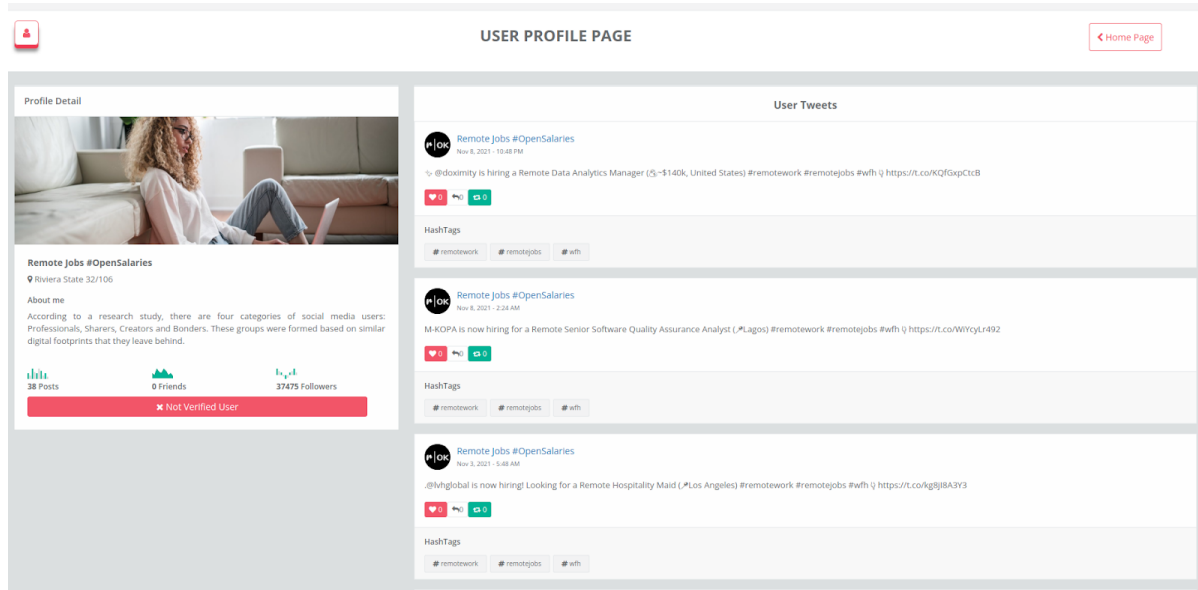 USER PROFILE PAGE
Home Page
Profile Detail
Remote Jobs #OpenSalaries
Riviera State 32/106
About me
According to a research study, there are four categories of social media users:
Professionals, Sharers, Creators and Bonders. These groups were formed based on similar
digital footprints that they leave behind.
38 Posts
0 Friends
37475 Followers
Not Verified User
User Tweets
Remote Jobs #OpenSalaries
Nov 8, 2021 - 10:48 PM
@doximity is hiring a Remote Data Analytics Manager (~$140k, United States) #remotework #remotejobs #wfh https://t.co/KQfGxpCtcB
0 0 0
HashTags
# remotework # remotejobs # wfh
Remote Jobs #OpenSalaries
Nov 8, 2021 - 2:24 AM
M-KOPA is now hiring for a Remote Senior Software Quality Assurance Analyst (Lagos) #remotework #remotejobs #wfh https://t.co/WiYcyLr492
0 0 0
HashTags
# remotework # remotejobs # wfh
Remote Jobs #OpenSalaries
Nov 3, 2021 - 5:48 AM
.@lvhglobal is now hiring! Looking for a Remote Hospitality Maid (Los Angeles) #remotework #remotejobs #wfh https://t.co/kg8jI8A3Y3
0 0 0
HashTags
# remotework # remotejobs # wfh